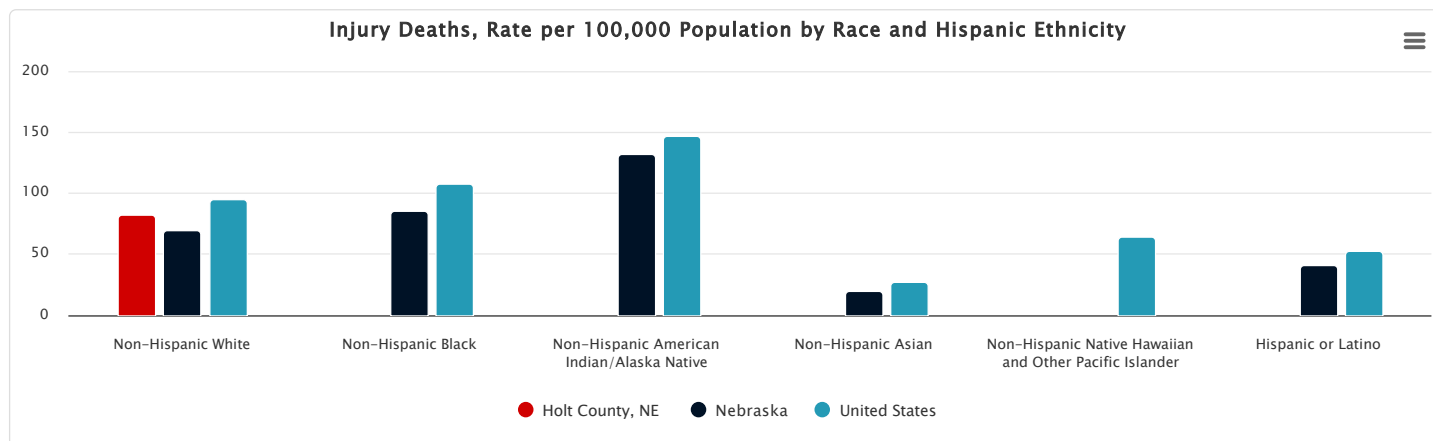 Injury Deaths, Rate per 100,000 Population by Race and Hispanic Ethnicity
200
150
100
50
0
Non-Hispanic White
Non-Hispanic Black
Non-Hispanic American
Indian/Alaska Native
Non-Hispanic Asian
Non-Hispanic Native Hawaiian
and Other Pacific Islander
Hispanic or Latino
Holt County, NE
Nebraska
United States